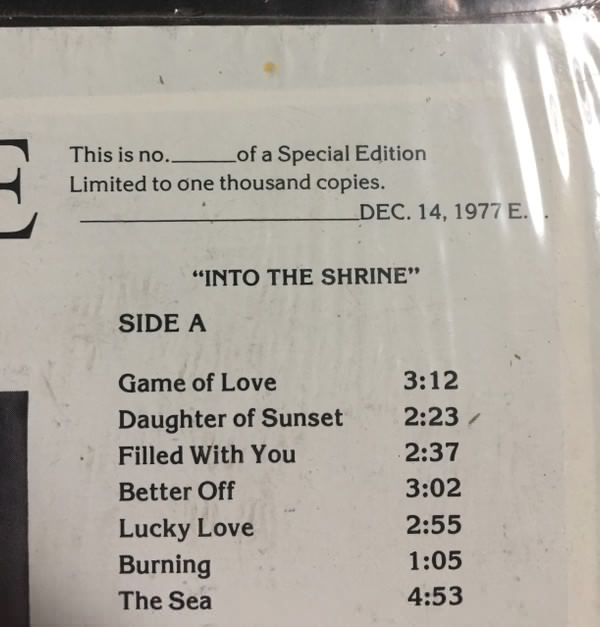 E
This is no.______of a Special Edition
Limited to one thousand copies.
__________________________DEC. 14, 1977 E. .
"INTO THE SHRINE"
SIDE A
Game of Love 3:12
Daughter of Sunset 2:23
Filled With You 2:37
Better Off 3:02
Lucky Love 2:55
Burning 1:05
The Sea 4:53